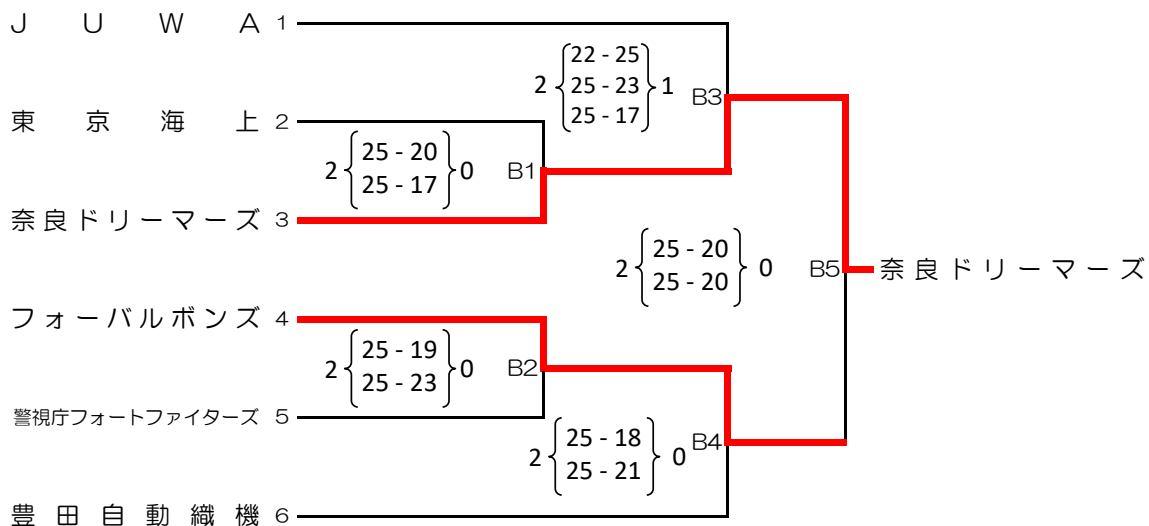 ＪＵＷＡ 1
22 - 25
2 25 - 23 1 B3
25 - 17
東京海上 2
25 - 20
2 0 B1
25 - 17
奈良ドリーマーズ 3
25 - 20
2 0 B5 奈良ドリーマーズ
25 - 20
フォーバルボンズ 4
25 - 19
2 0 B2
25 - 23
警視庁フォートファイターズ 5
25 - 18
2 0 B4
25 - 21
豊田自動織機 6